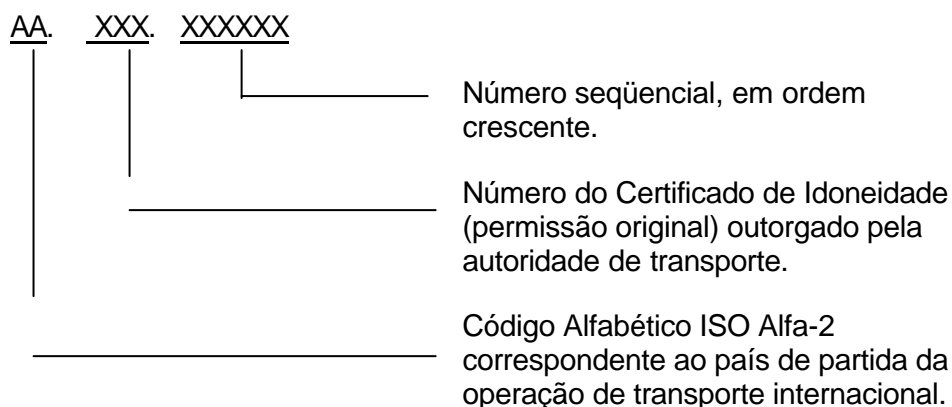 AA. XXX. XXXXXX
Número seqüencial, em ordem
crescente.
Número do Certificado de Idoneidade
(permissão original) outorgado pela
autoridade de transporte.
Código Alfabético ISO Alfa-2
correspondente ao país de partida da
operação de transporte internacional.